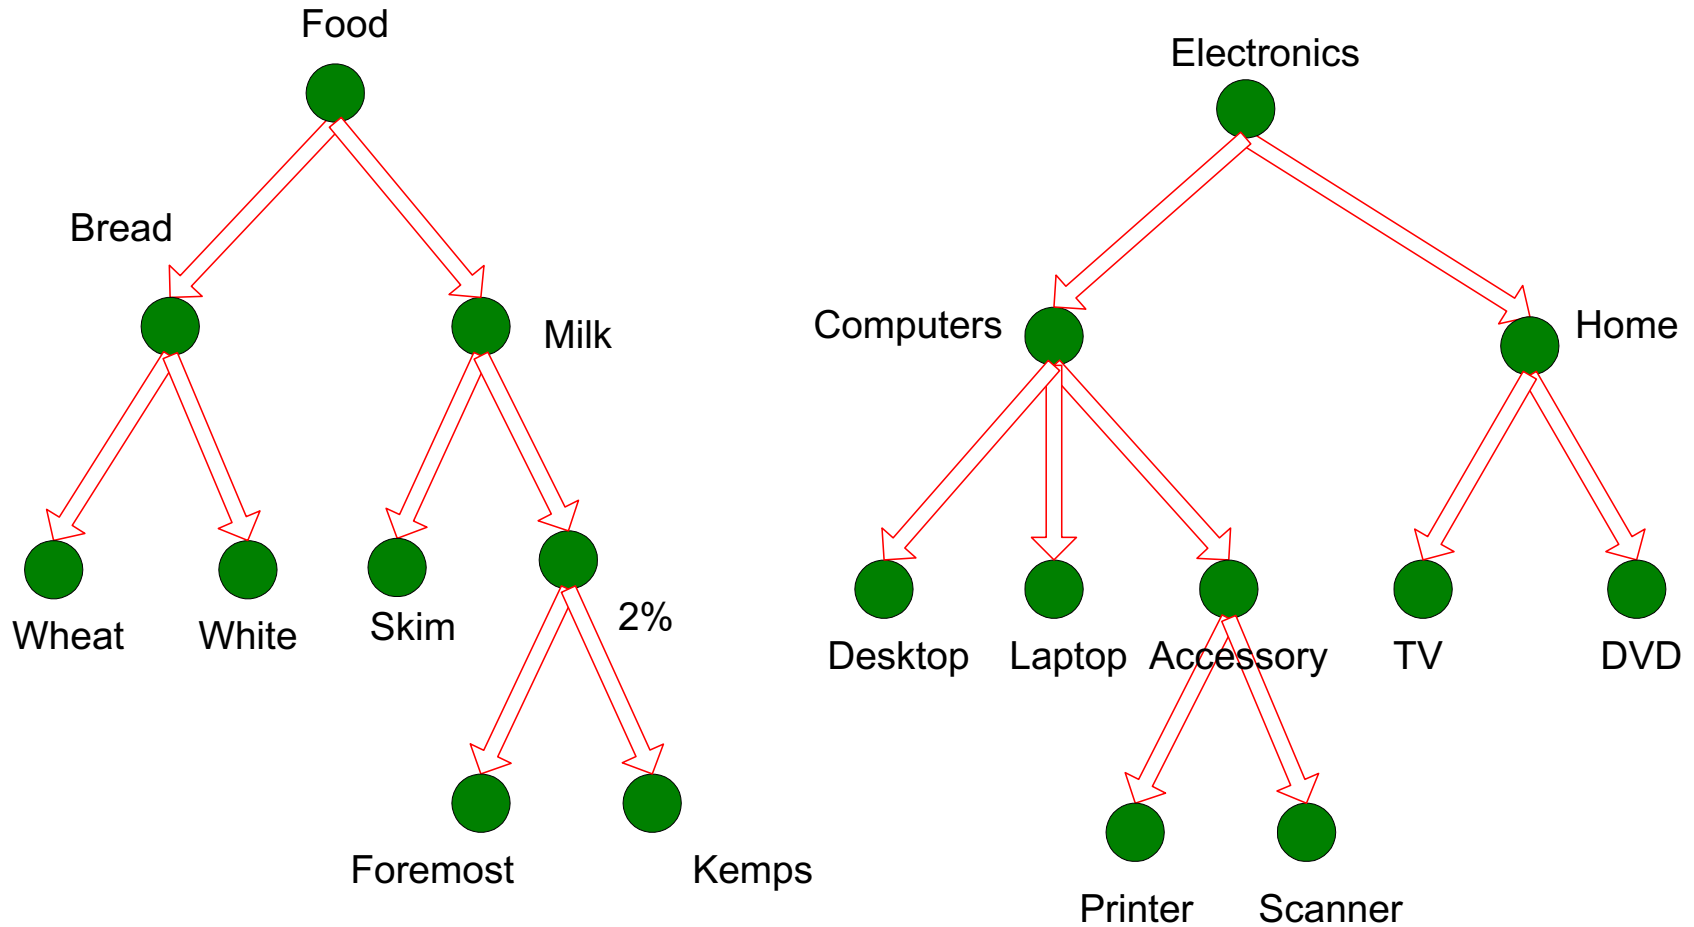 Food
Electronics
Bread
Milk
Computers
Home
Wheat
White
Skim
2%
Desktop
Laptop
Accessory
TV
DVD
Foremost
Kemps
Printer
Scanner